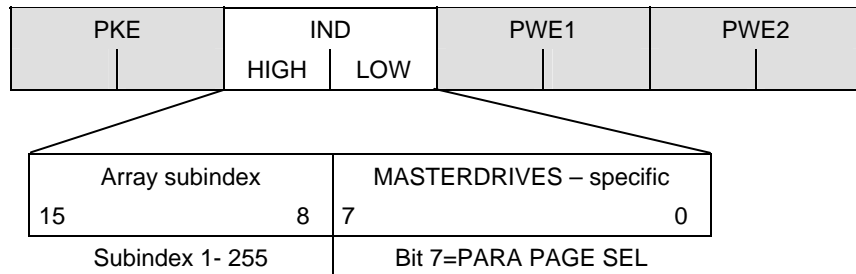 PKE IND PWE1 PWE2
HIGH LOW
Array subindex MASTERDRIVES – specific
15 8 7 0
Subindex 1- 255 Bit 7=PARA PAGE SEL